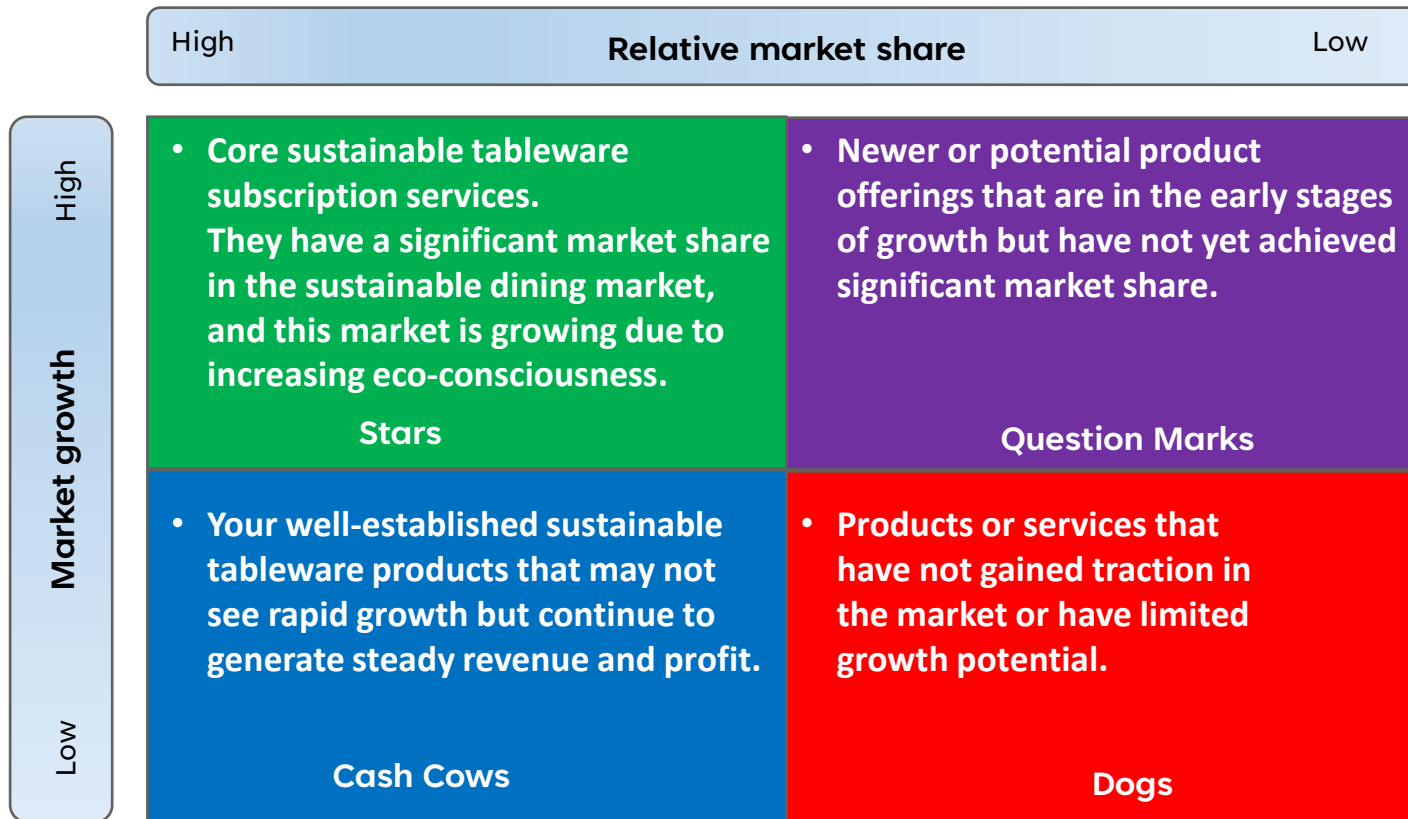 High
Relative market share
Low
High
Market growth
Low
• Core sustainable tableware
subscription services.
They have a significant market share
in the sustainable dining market,
and this market is growing due to
increasing eco-consciousness.
Stars
• Newer or potential product
offerings that are in the early stages
of growth but have not yet achieved
significant market share.
Question Marks
• Your well-established sustainable
tableware products that may not
see rapid growth but continue to
generate steady revenue and profit.
Cash Cows
• Products or services that
have not gained traction in
the market or have limited
growth potential.
Dogs